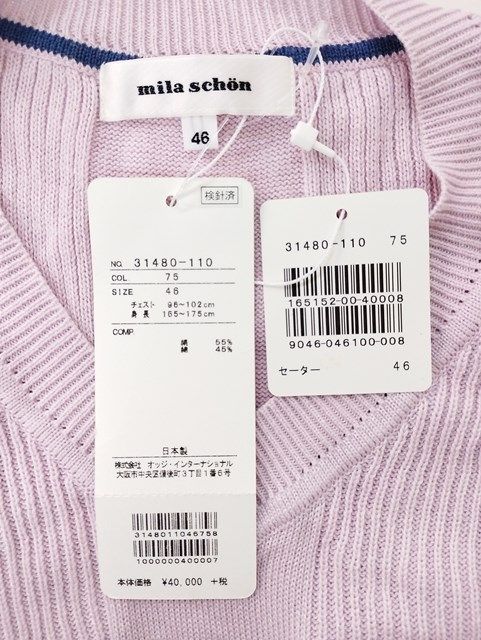 mila schön
46
検針済
NO. 31480-110
COL. 75
SIZE 46
チェスト 96~102cm
身長 165~175cm
COMP.
絹 55%
綿 45%
日本製
株式会社 オッジ・インターナショナル
大阪市中央区備後町3丁目1番6号
3148011046758
1000000400007
本体価格 ¥40,000 +税
31480-110 75
165152-00-40008
9046-046100-008
セーター 46